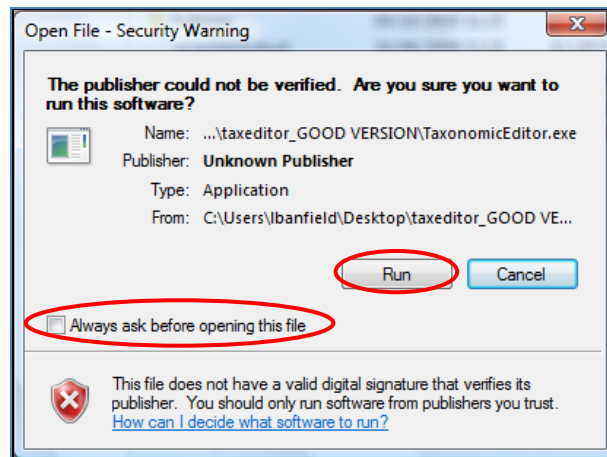 Open File - Security Warning
The publisher could not be verified. Are you sure you want to
run this software?
Name: ...\taxeditor_GOOD VERSION\TaxonomicEditor.exe
Publisher: Unknown Publisher
Type: Application
From: C:\Users\lbanfield\Desktop\taxeditor_GOOD VE...
Run Cancel
Always ask before opening this file
This file does not have a valid digital signature that verifies its
publisher. You should only run software from publishers you trust.
How can I decide what software to run?